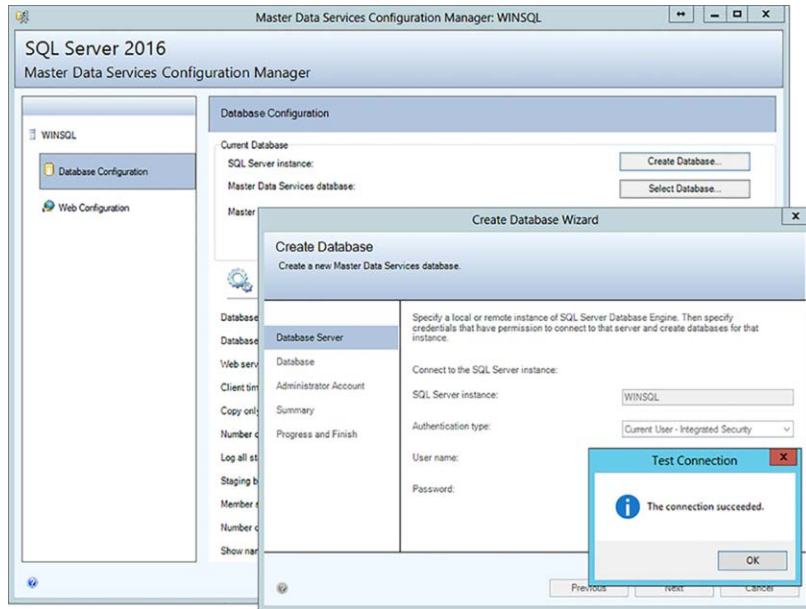 Master Data Services Configuration Manager: WINSQL
SQL Server 2016
Master Data Services Configuration Manager
WINSQL
Database Configuration
Web Configuration
Database Configuration
Current Database
SQL Server instance:
Create Database...
Master Data Services database:
Select Database...
Master
Database
Database
Web serv
Client tim
Copy only
Number o
Log all st
Staging b
Member
Number o
Show nar
Create Database Wizard
Create Database
Create a new Master Data Services database.
Database Server
Database
Administrator Account
Summary
Progress and Finish
Specify a local or remote instance of SQL Server Database Engine. Then specify
credentials that have permission to connect to that server and create databases for that
instance.
Connect to the SQL Server instance:
SQL Server instance:
WINSQL
Authentication type:
Current User - Integrated Security
User name:
Password:
Test Connection
The connection succeeded.
OK
Previous
Next
Cancel